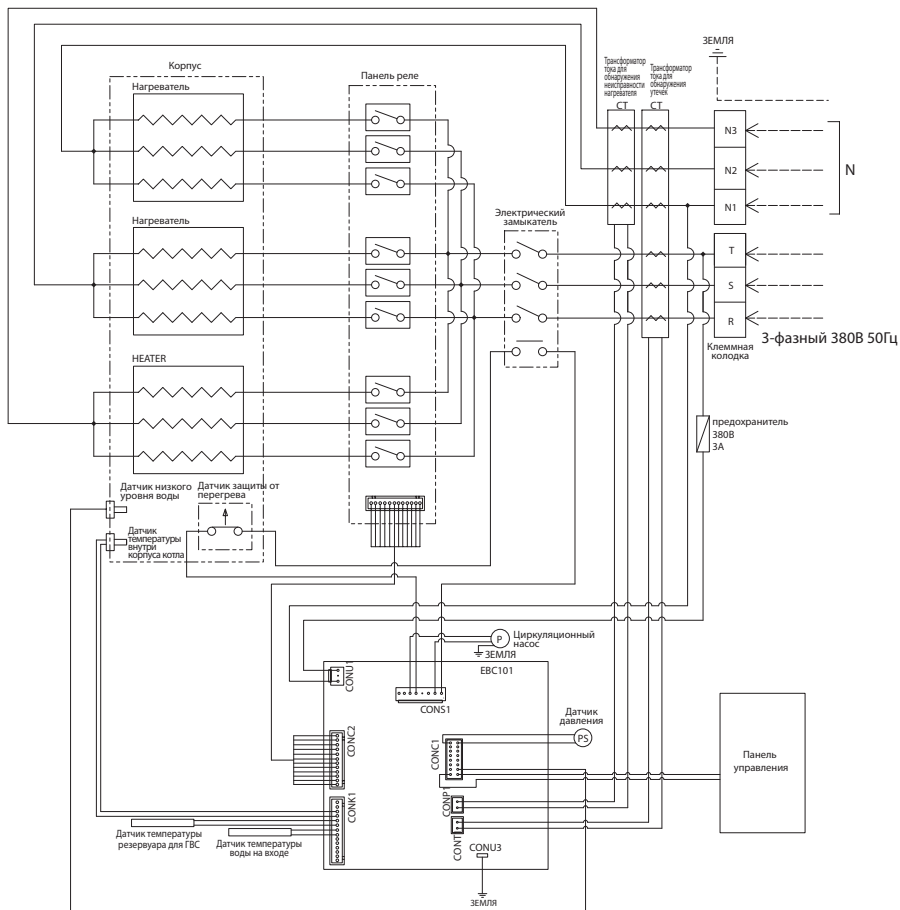 ЗЕМЛЯ
Корпус
Нагреватель
Панель реле
Трансформатор
тока для
обнаружения
неисправности
нагревателя
CT
Трансформатор
тока для
обнаружения
утечек
CT
N3
N2
N1
N
Нагреватель
Электрический
замыкатель
T
S
R
Клеммная
колодка
3-фазный 380В 50Гц
HEATER
предохранитель
380В
3А
Датчик низкого
уровня воды
Датчик защиты от
перегрева
Датчик
температуры
внутри
корпуса котла
P
Циркуляционный
насос
ЗЕМЛЯ
EBC101
CONU1
CONS1
CONC2
CONC1
Датчик
давления
PS
Панель
управления
CONK1
CONP1
CONT
CONU3
Датчик температуры
резервуара для ГВС
Датчик температуры
воды на входе
ЗЕМЛЯ